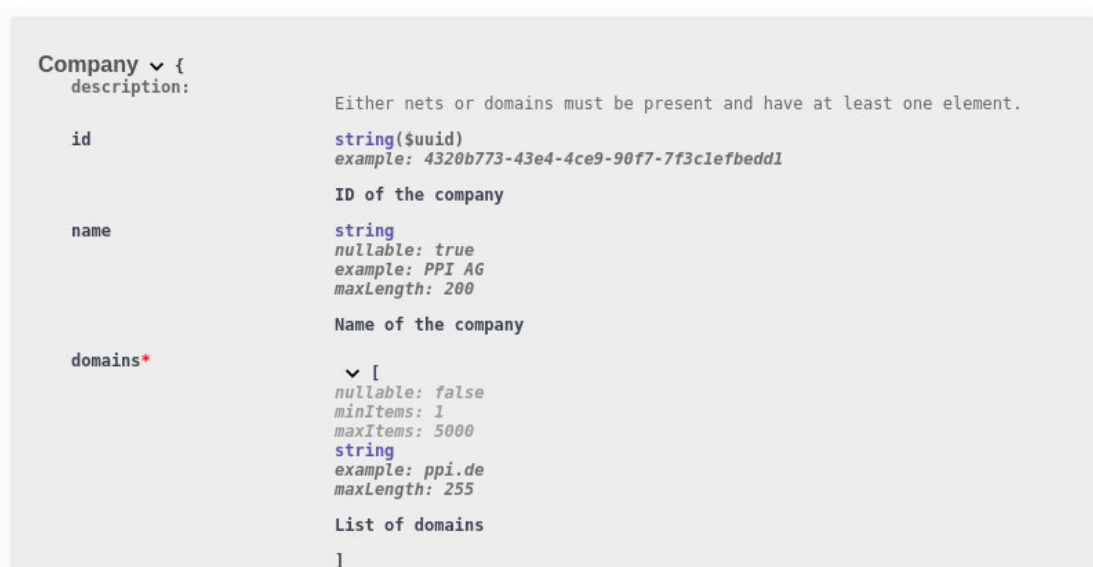 Company {
description:
Either nets or domains must be present and have at least one element.
id string($uuid)
example: 4320b773-43e4-4ce9-90f7-7f3c1efbedd1
ID of the company
name string
nullable: true
example: PPI AG
maxLength: 200
Name of the company
domains*
[
nullable: false
minItems: 1
maxItems: 5000
string
example: ppi.de
maxLength: 255
List of domains
]